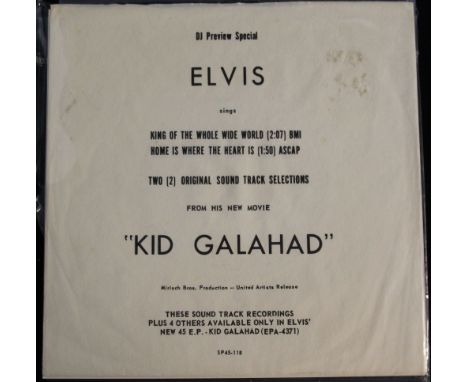 DJ Preview Special
ELVIS
sings
KING OF THE WHOLE WIDE WORLD (2:07) BMI
HOME IS WHERE THE HEART IS (1:50) ASCAP
TWO (2) ORIGINAL SOUND TRACK SELECTIONS
FROM HIS NEW MOVIE
"KID GALAHAD"
Mirisch Bros. Production — United Artists Release
THESE SOUND TRACK RECORDINGS
PLUS 4 OTHERS AVAILABLE ONLY IN ELVIS'
NEW 45 E.P. - KID GALAHAD (EPA-4371)
SP45-118